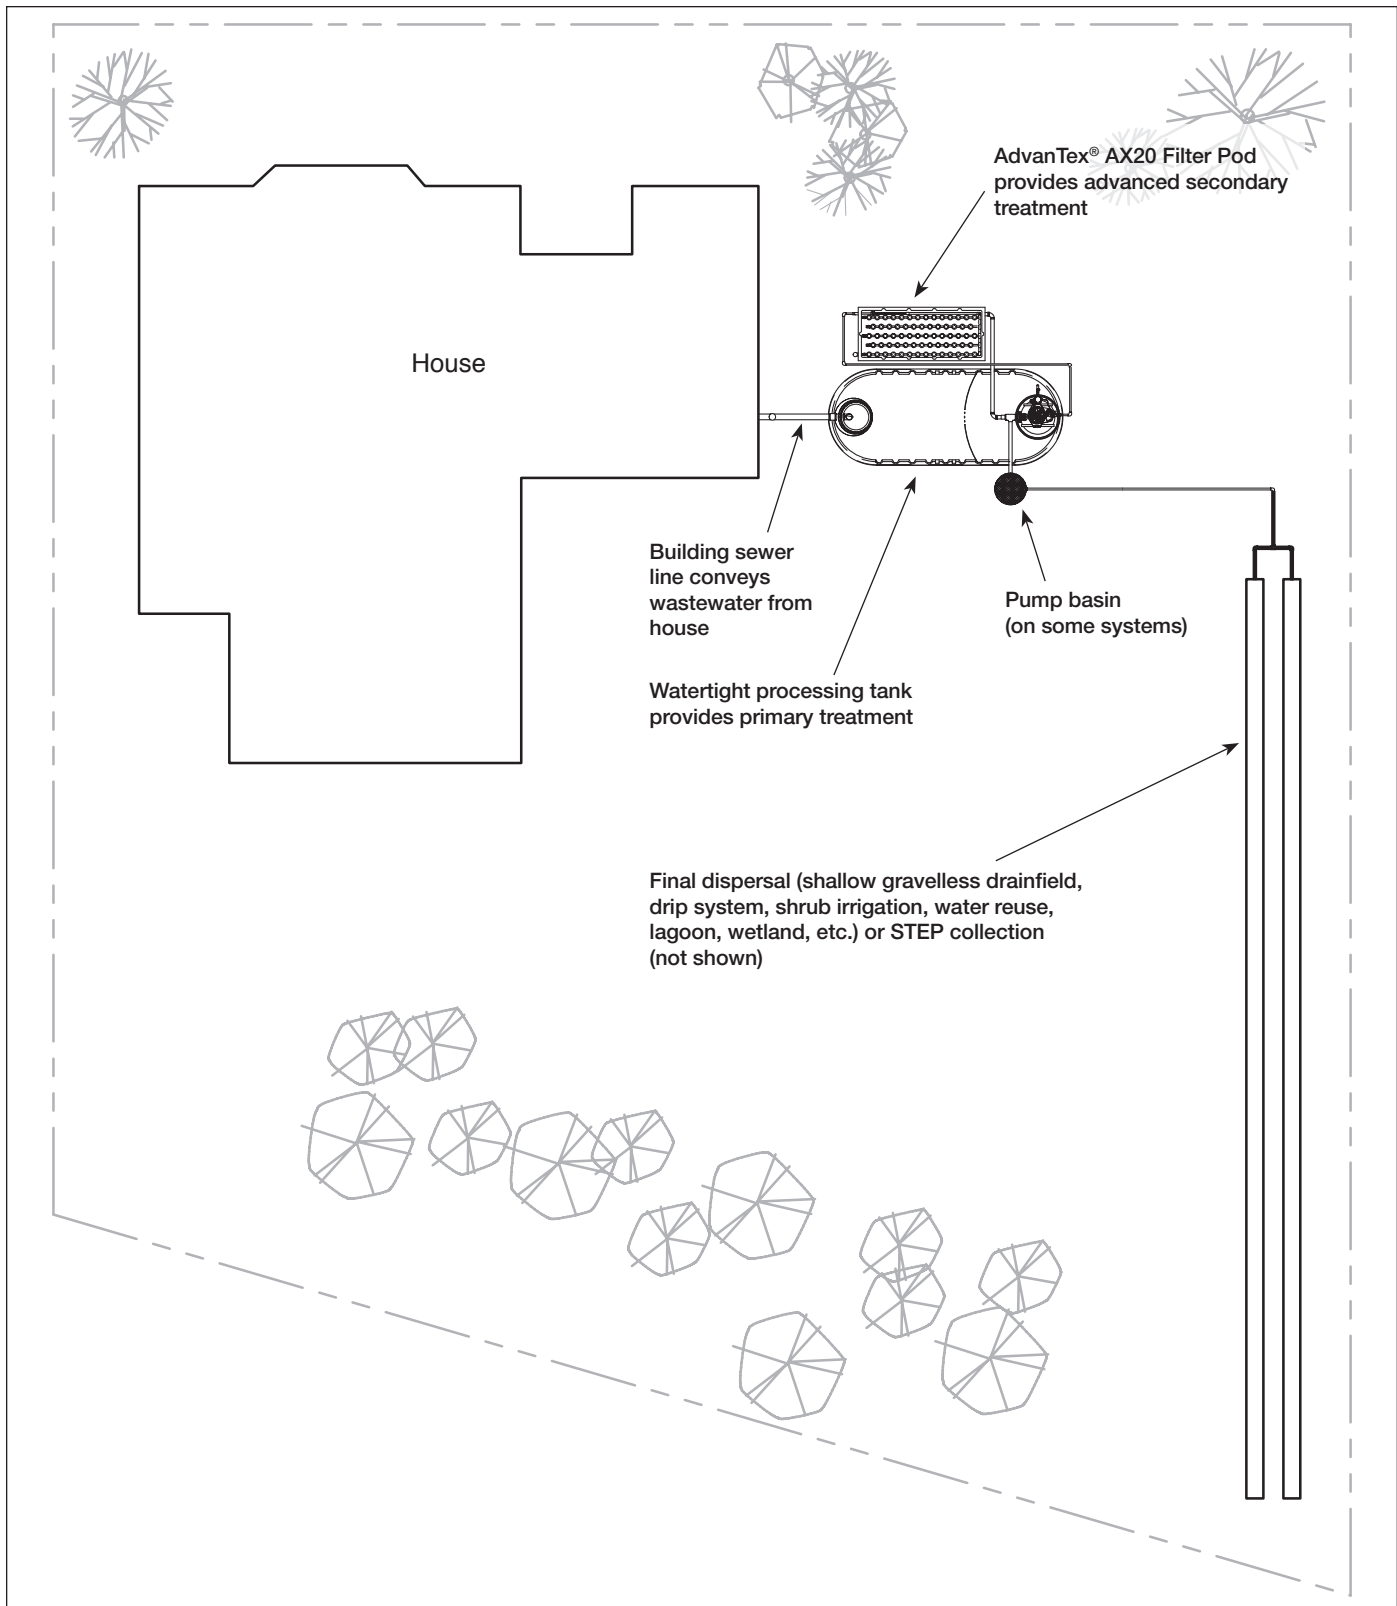 AdvanTex® AX20 Filter Pod
provides advanced secondary
treatment
House
Building sewer
line conveys
wastewater from
house
Pump basin
(on some systems)
Watertight processing tank
provides primary treatment
Final dispersal (shallow gravelless drainfield,
drip system, shrub irrigation, water reuse,
lagoon, wetland, etc.) or STEP collection
(not shown)